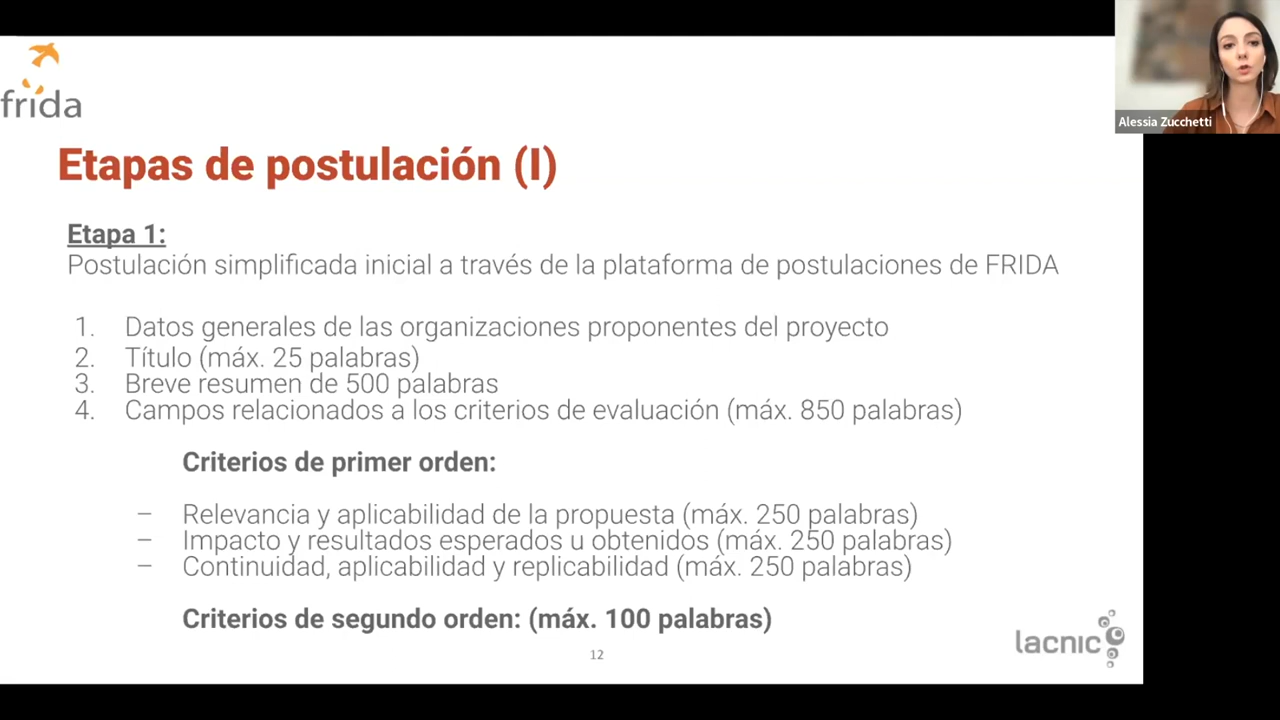 frida
Alessia Zucchetti
Etapas de postulación (I)
Etapa 1:
Postulación simplificada inicial a través de la plataforma de postulaciones de FRIDA
1. Datos generales de las organizaciones proponentes del proyecto
2. Título (máx. 25 palabras)
3. Breve resumen de 500 palabras
4. Campos relacionados a los criterios de evaluación (máx. 850 palabras)
Criterios de primer orden:
– Relevancia y aplicabilidad de la propuesta (máx. 250 palabras)
– Impacto y resultados esperados u obtenidos (máx. 250 palabras)
– Continuidad, aplicabilidad y replicabilidad (máx. 250 palabras)
Criterios de segundo orden: (máx. 100 palabras)
12
lacnic